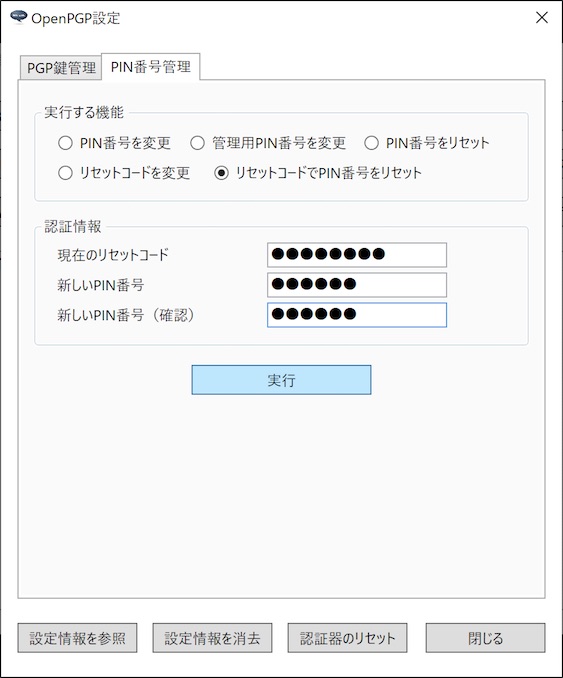 OpenPGP設定
PGP鍵管理 PIN番号管理
実行する機能
PIN番号を変更 管理用PIN番号を変更 PIN番号をリセット
リセットコードを変更 リセットコードでPIN番号をリセット
認証情報
現在のリセットコード ●●●●●●●●
新しいPIN番号 ●●●●●●
新しいPIN番号（確認） ●●●●●●
実行
設定情報を参照 設定情報を消去 認証器のリセット 閉じる